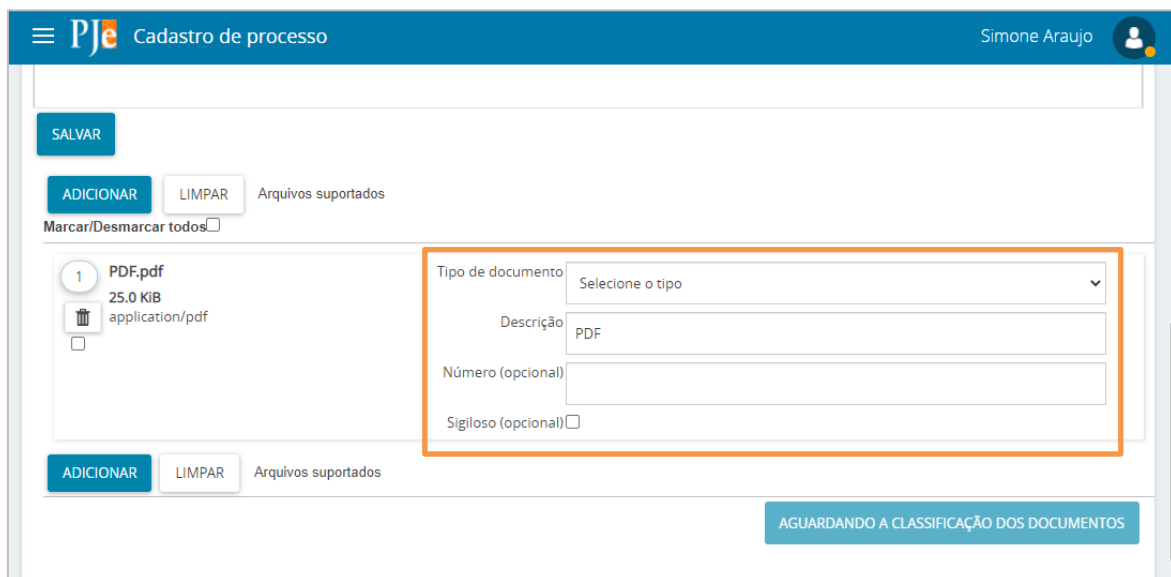 PJe Cadastro de processo Simone Araujo
SALVAR
ADICIONAR LIMPAR Arquivos suportados
Marcar/Desmarcar todos
1 PDF.pdf
25.0 KiB
application/pdf
Tipo de documento Selecione o tipo
Descrição PDF
Número (opcional)
Sigiloso (opcional)
ADICIONAR LIMPAR Arquivos suportados
AGUARDANDO A CLASSIFICAÇÃO DOS DOCUMENTOS